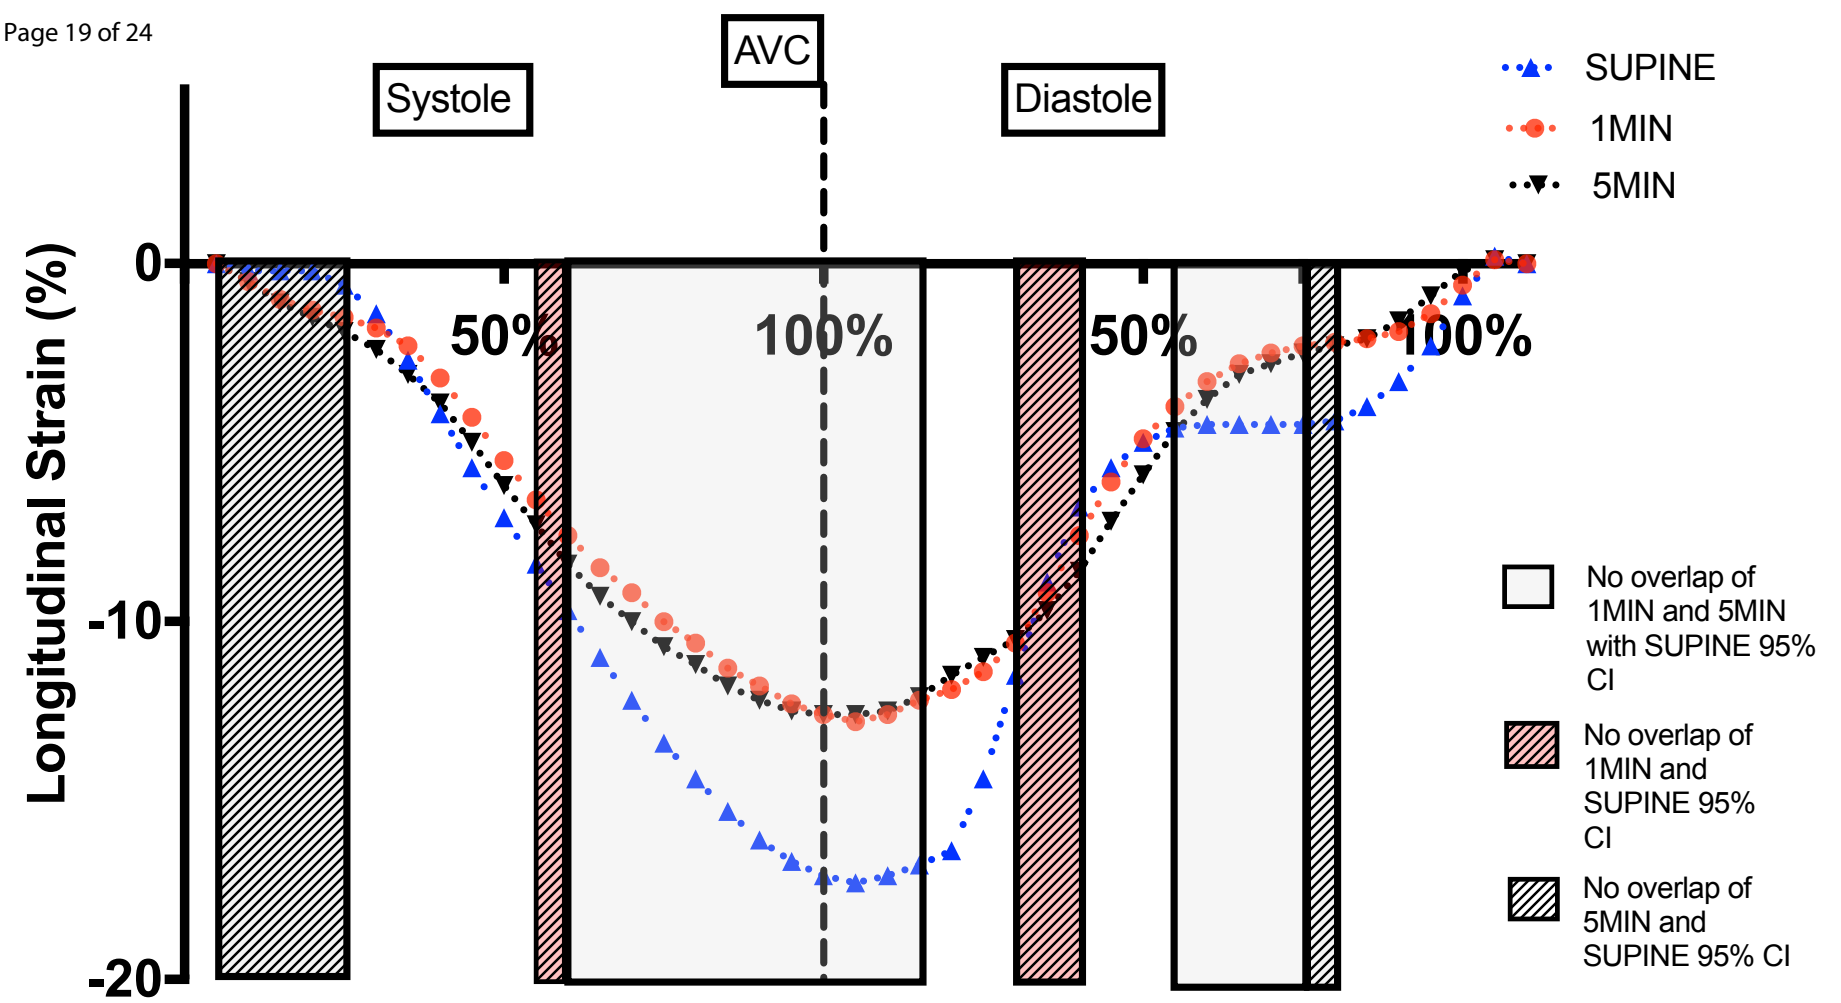 Page 19 of 24
AVC
Systole
Diastole
SUPINE
1MIN
5MIN
Longitudinal Strain (%)
0
-10
-20
50%
100%
50%
100%
No overlap of
1MIN and 5MIN
with SUPINE 95%
CI
No overlap of
1MIN and
SUPINE 95%
CI
No overlap of
5MIN and
SUPINE 95% CI